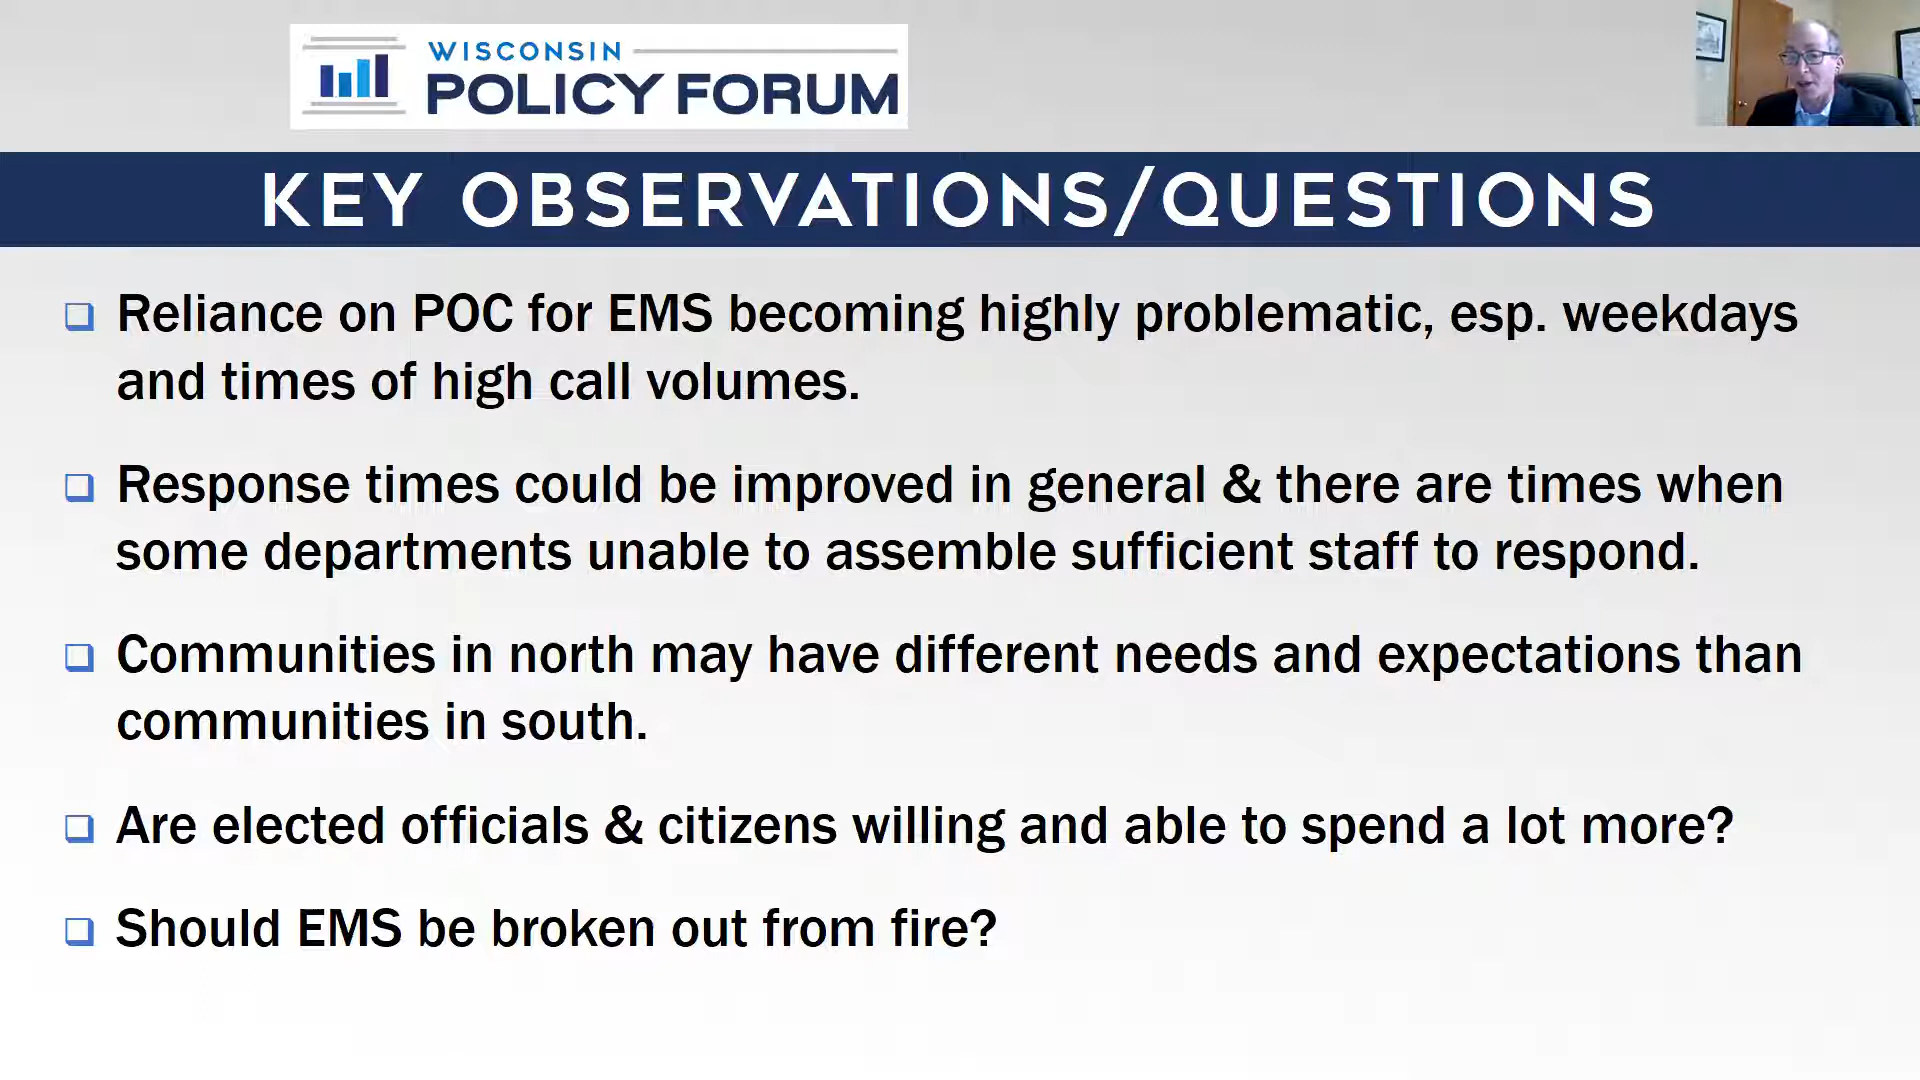 WISCONSIN
POLICY FORUM
KEY OBSERVATIONS/QUESTIONS
Reliance on POC for EMS becoming highly problematic, esp. weekdays
and times of high call volumes.
Response times could be improved in general & there are times when
some departments unable to assemble sufficient staff to respond.
Communities in north may have different needs and expectations than
communities in south.
Are elected officials & citizens willing and able to spend a lot more?
Should EMS be broken out from fire?